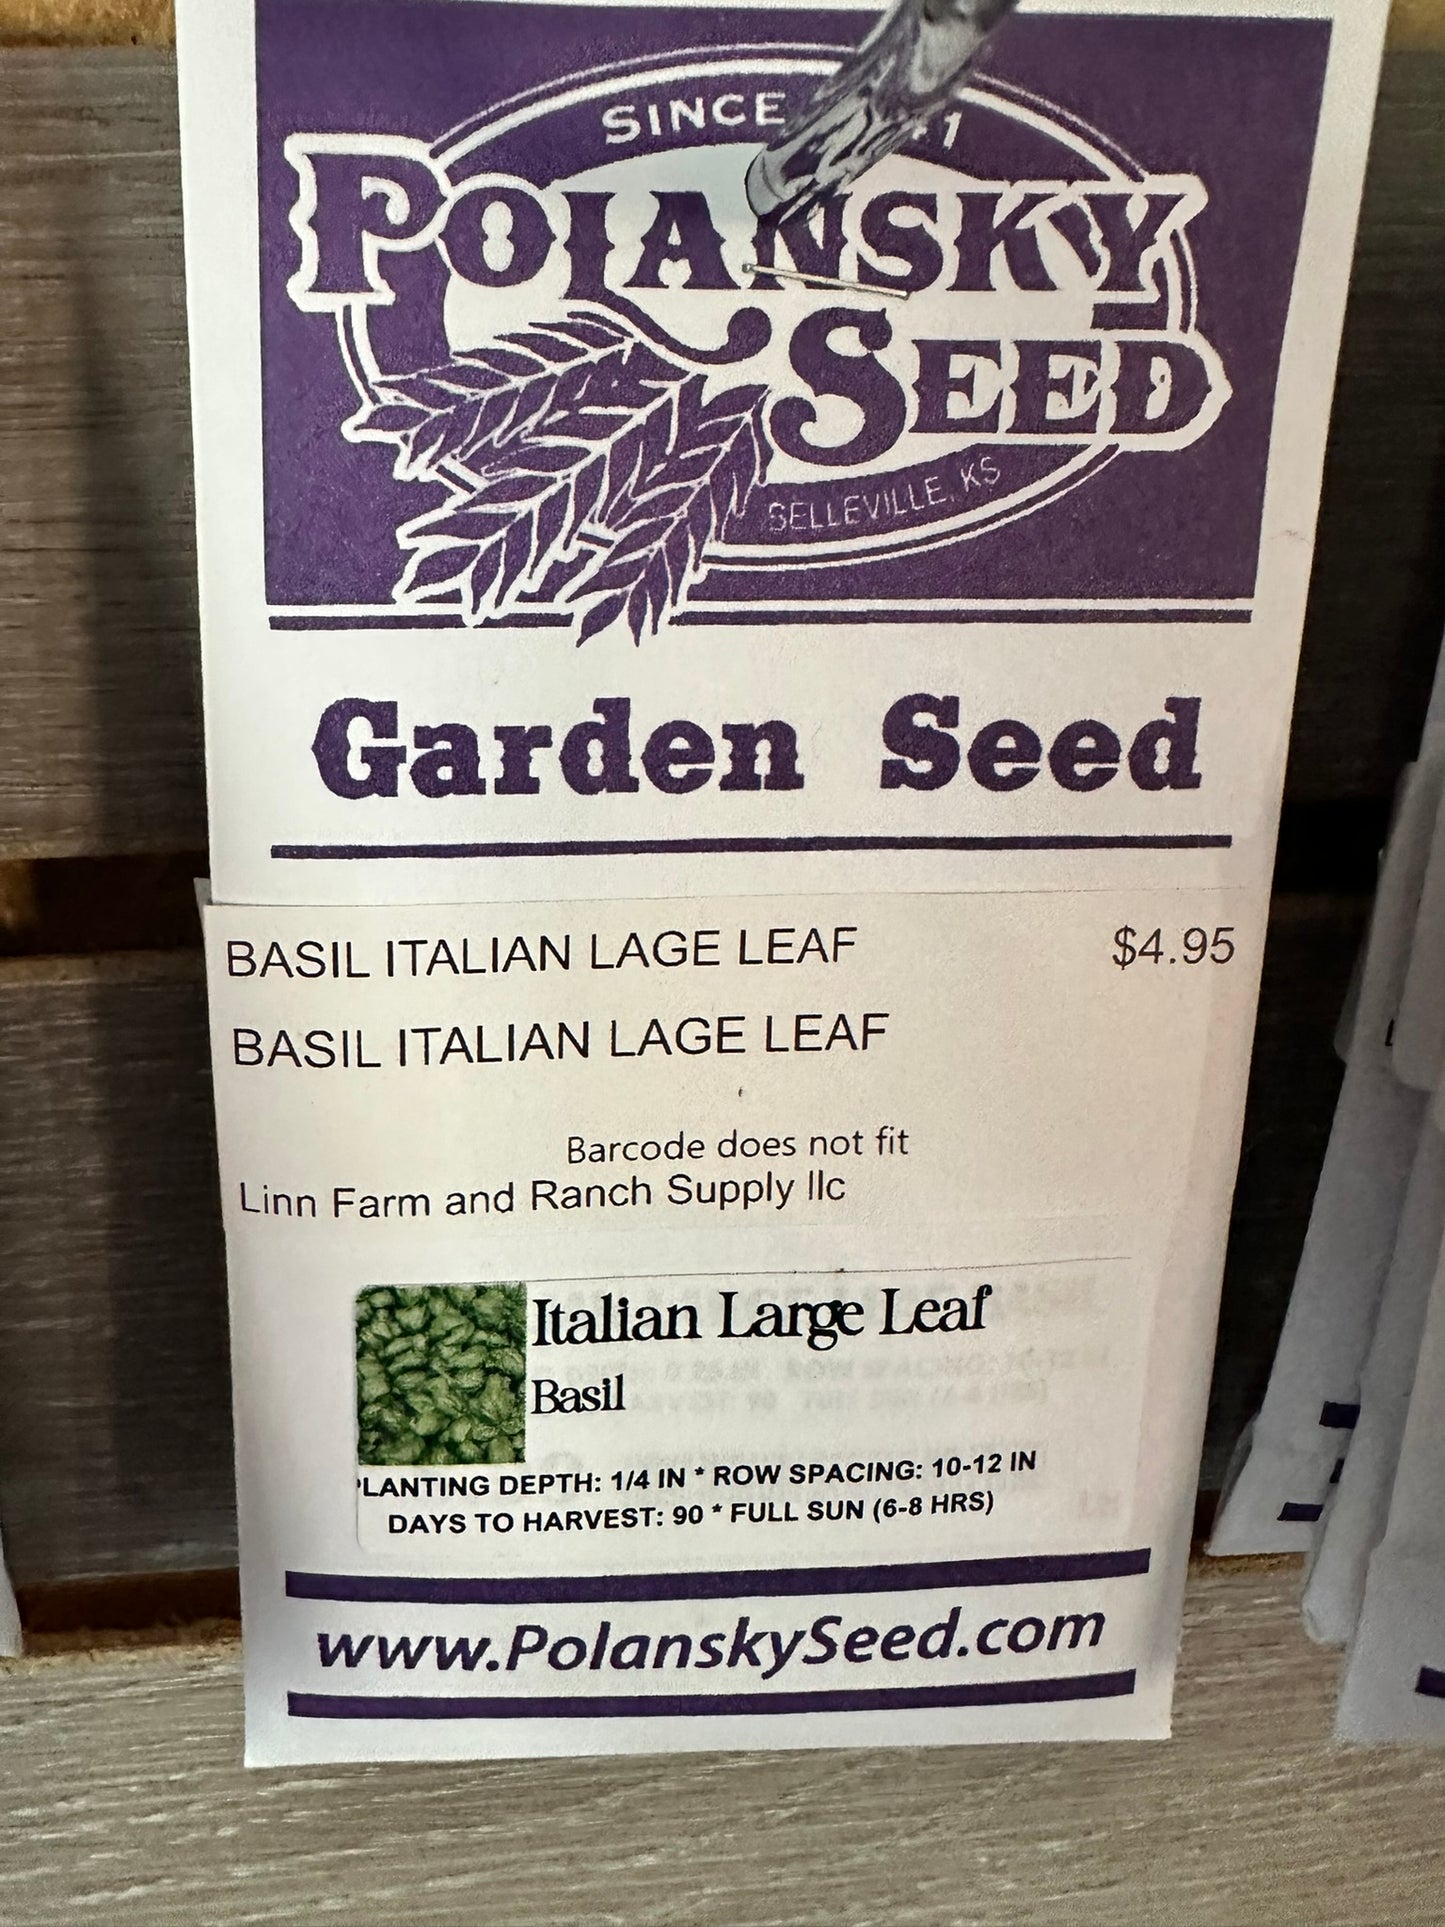 SINCE
POLANSKY
SEED
BELLEVILLE, KS
Garden Seed
BASIL ITALIAN LAGE LEAF $4.95
BASIL ITALIAN LAGE LEAF
Barcode does not fit
Linn Farm and Ranch Supply llc
Italian Large Leaf
Basil
PLANTING DEPTH: 1/4 IN * ROW SPACING: 10-12 IN
DAYS TO HARVEST: 90 * FULL SUN (6-8 HRS)
www.PolanskySeed.com